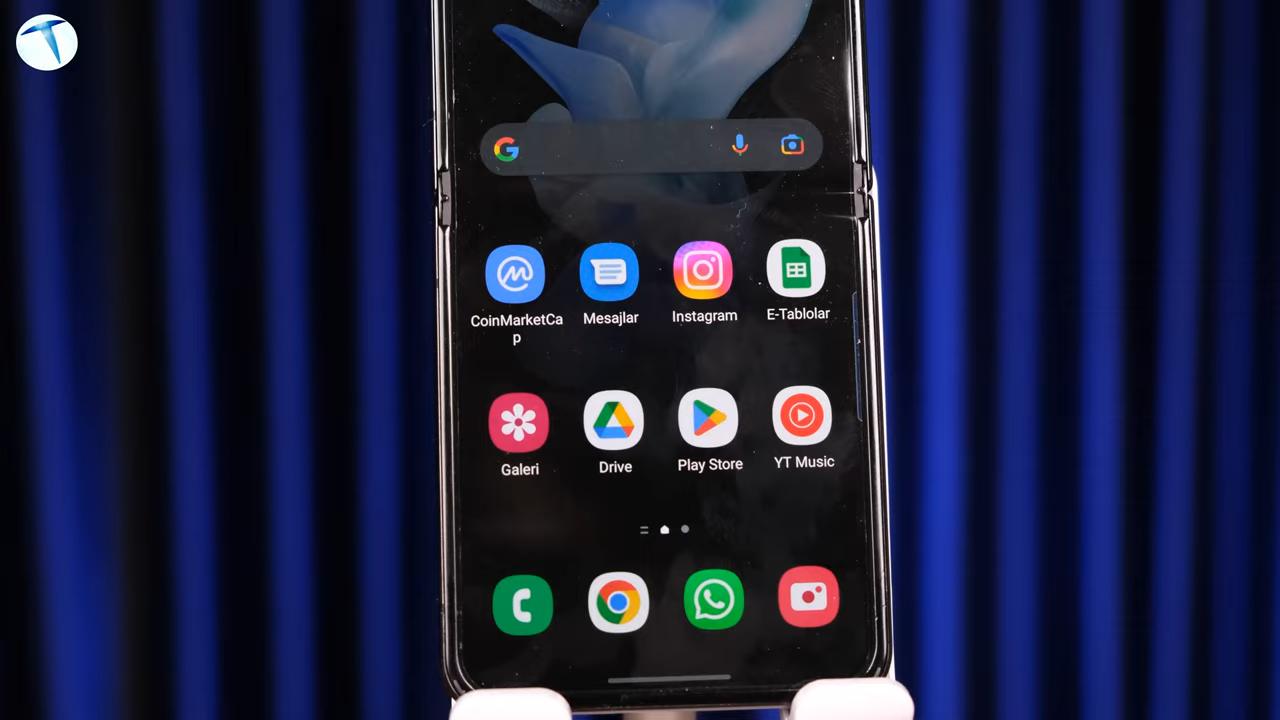 CoinMarketCa
p
Mesajlar
Instagram
E-Tablolar
Galeri
Drive
Play Store
YT Music